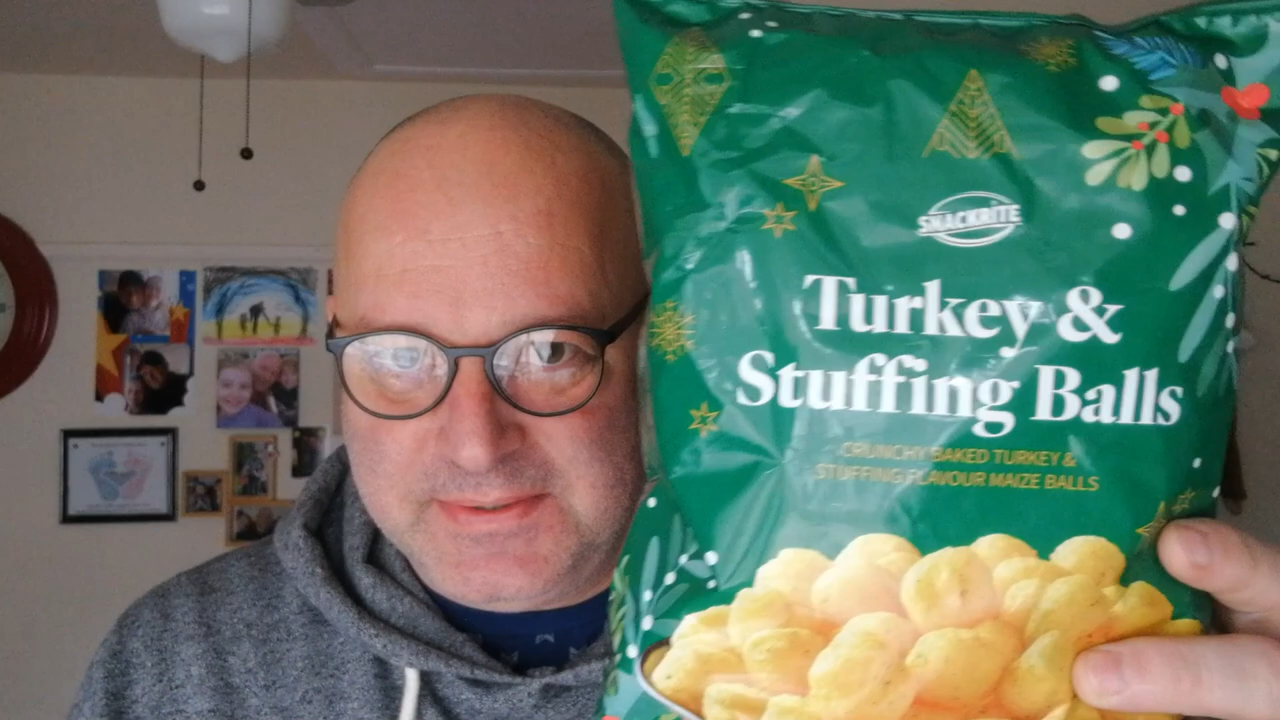 SNACKRITE
Turkey &
Stuffing Balls
CRUNCHY BAKED TURKEY &
STUFFING FLAVOUR MAIZE BALLS